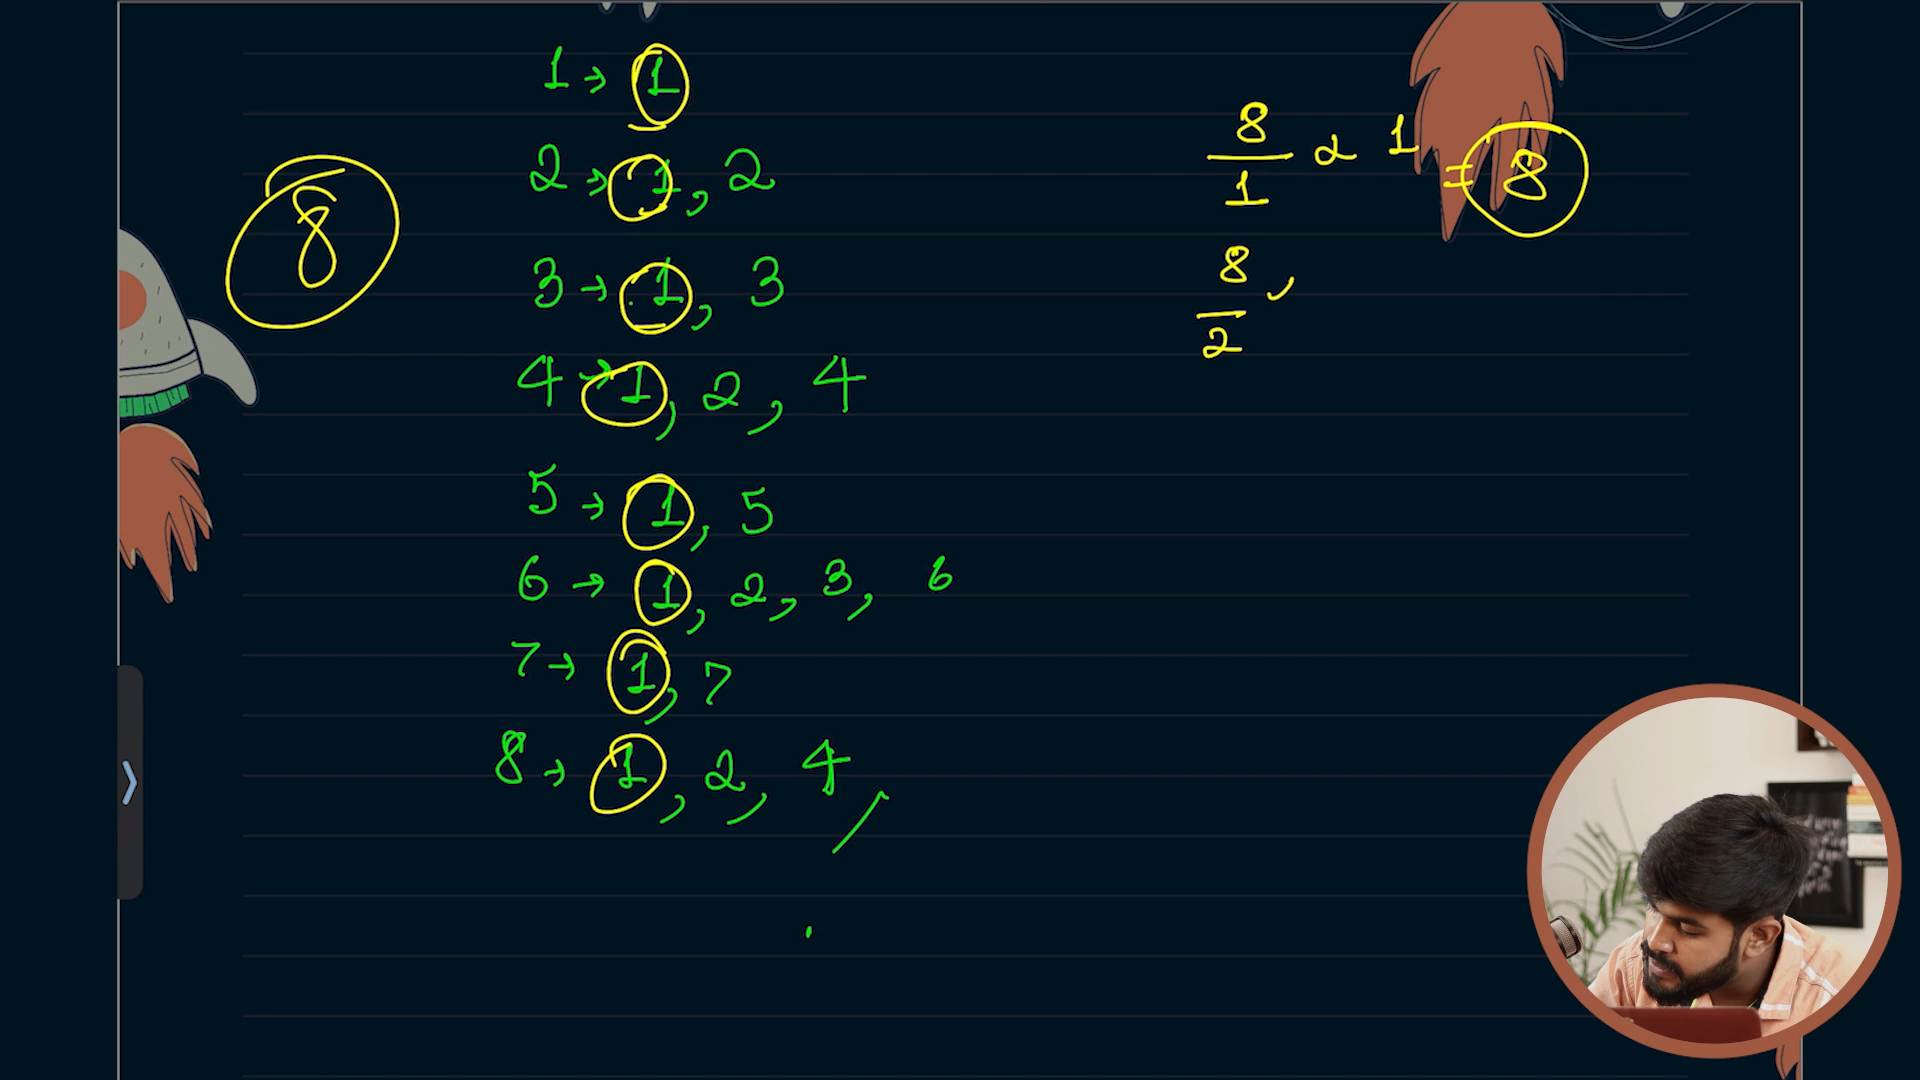 1 → 1
2 → 1, 2
3 → 1, 3
4 → 1, 2, 4
5 → 1, 5
6 → 1, 2, 3, 6
7 → 1, 7
8 → 1, 2, 4,
8
8/1 × 1 = 8
8/2,